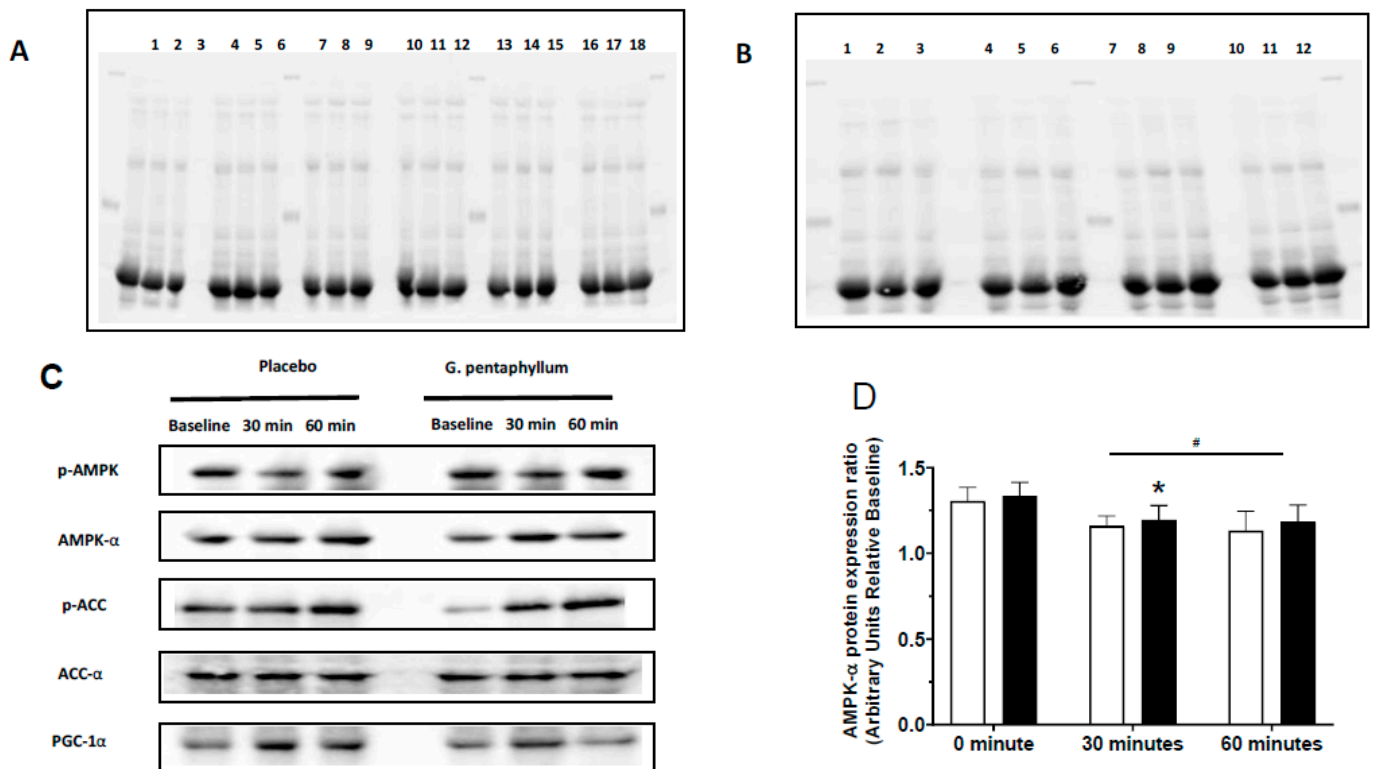 A
1 2 3 4 5 6 7 8 9 10 11 12 13 14 15 16 17 18
B
1 2 3 4 5 6 7 8 9 10 11 12
C
Placebo G. pentaphyllum
Baseline 30 min 60 min Baseline 30 min 60 min
p-AMPK
AMPK-α
p-ACC
ACC-α
PGC-1α
D
AMPK-α protein expression ratio
(Arbitrary Units Relative Baseline)
#
*
1.5
1.0
0.5
0.0
0 minute 30 minutes 60 minutes